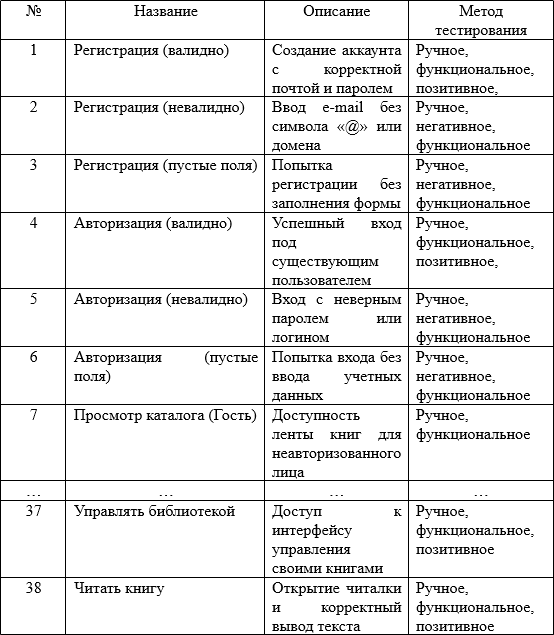 № Название Описание Метод
тестирования
1 Регистрация (валидно) Создание аккаунта Ручное,
с корректной функциональное,
почтой и паролем позитивное,
2 Регистрация (невалидно) Ввод e-mail без Ручное,
символа «@» или негативное,
домена функциональное
3 Регистрация (пустые поля) Попытка Ручное,
регистрации без негативное,
заполнения формы функциональное
4 Авторизация (валидно) Успешный вход Ручное,
под функциональное,
существующим позитивное,
пользователем
5 Авторизация (невалидно) Вход с неверным Ручное,
паролем или негативное,
логином функциональное
6 Авторизация (пустые Попытка входа без Ручное,
поля) ввода учетных негативное,
данных функциональное
7 Просмотр каталога (Гость) Доступность Ручное,
ленты книг для функциональное
неавторизованного
лица
… … … …
37 Управлять библиотекой Доступ к Ручное,
интерфейсу функциональное,
управления позитивное
своими книгами
38 Читать книгу Открытие читалки Ручное,
и корректный функциональное,
вывод текста позитивное